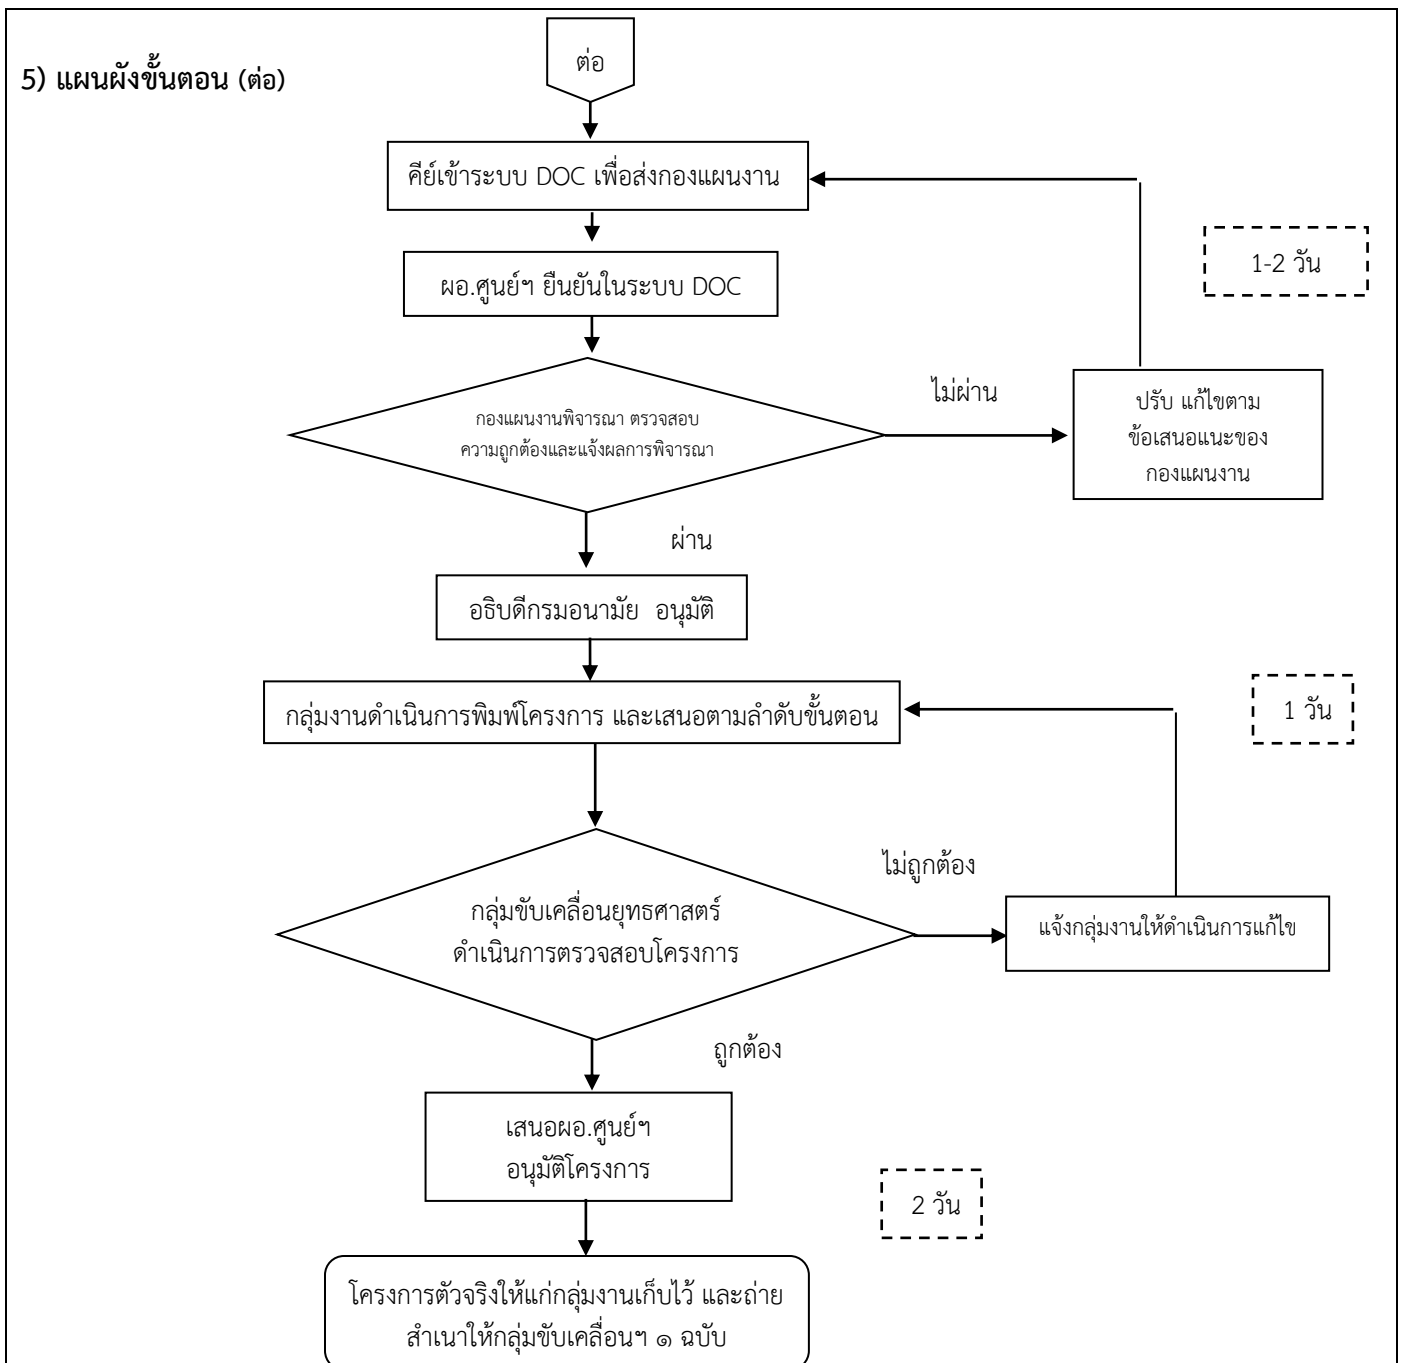 ต่อ
5) แผนผังขั้นตอน (ต่อ)
คีย์เข้าระบบ DOC เพื่อส่งกองแผนงาน
1-2 วัน
ผอ.ศูนย์ฯ ยืนยันในระบบ DOC
ไม่ผ่าน
กองแผนงานพิจารณา ตรวจสอบ
ความถูกต้องและแจ้งผลการพิจารณา
ปรับ แก้ไขตาม
ข้อเสนอแนะของ
กองแผนงาน
ผ่าน
อธิบดีกรมอนามัย อนุมัติ
กลุ่มงานดำเนินการพิมพ์โครงการ และเสนอตามลำดับขั้นตอน
1 วัน
ไม่ถูกต้อง
กลุ่มขับเคลื่อนยุทธศาสตร์
ดำเนินการตรวจสอบโครงการ
แจ้งกลุ่มงานให้ดำเนินการแก้ไข
ถูกต้อง
เสนอผอ.ศูนย์ฯ
อนุมัติโครงการ
2 วัน
โครงการตัวจริงให้แก่กลุ่มงานเก็บไว้ และถ่าย
สำเนาให้กลุ่มขับเคลื่อนฯ ๑ ฉบับ